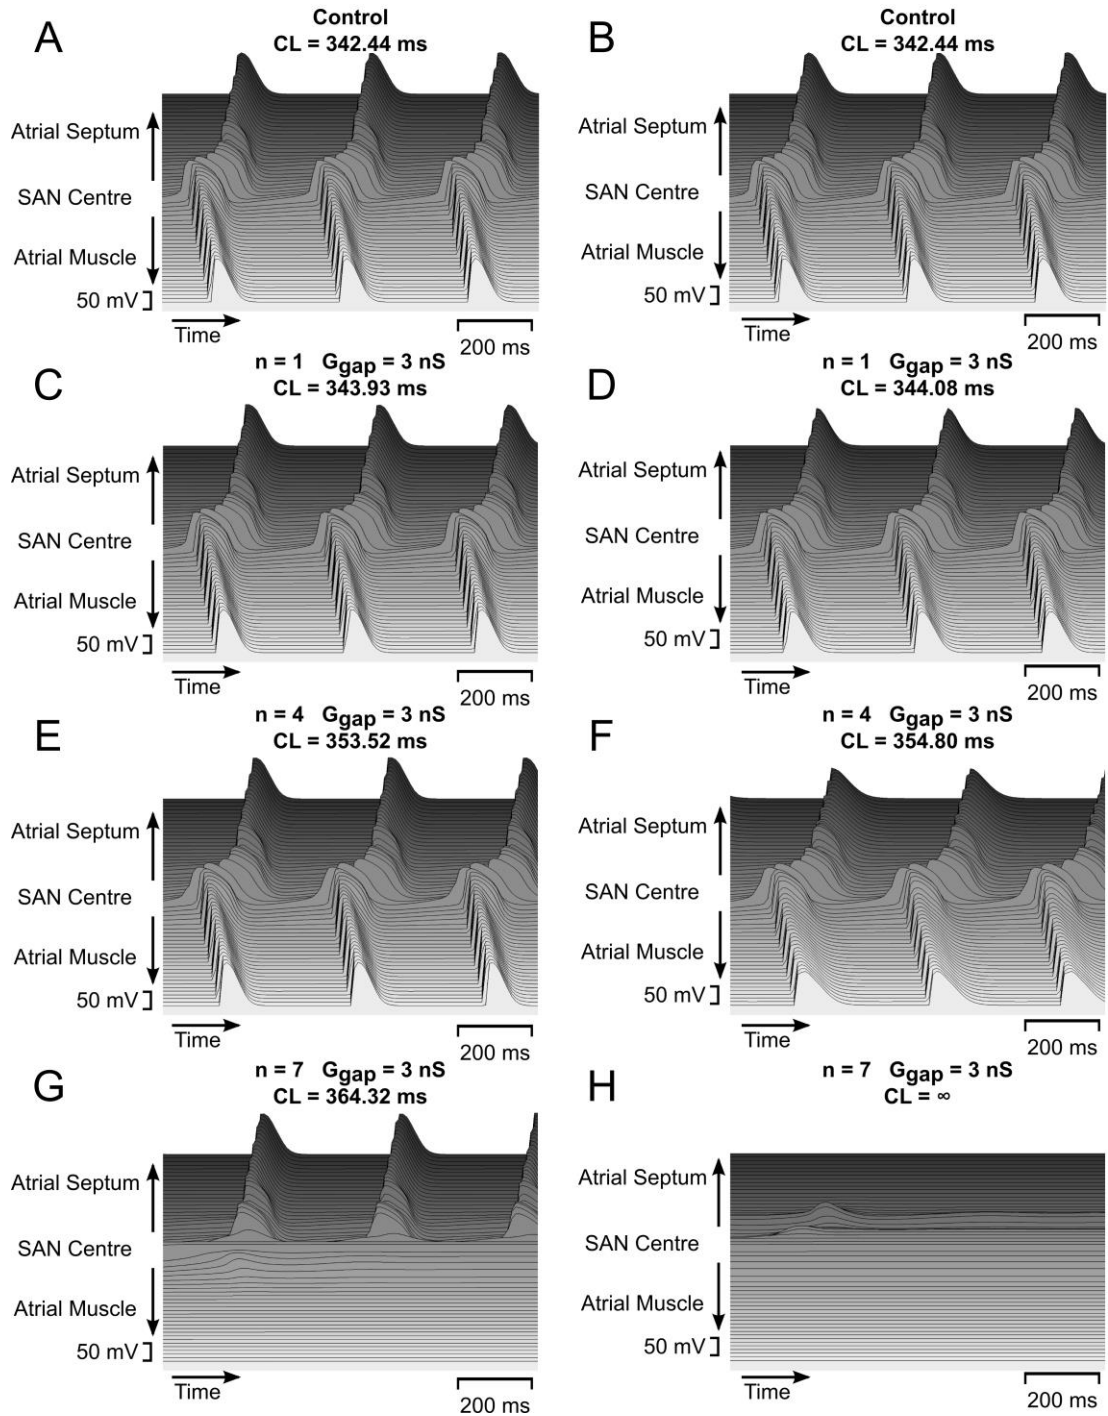 A
Control
CL = 342.44 ms
Atrial Septum
SAN Centre
Atrial Muscle
50 mV
Time
200 ms
B
Control
CL = 342.44 ms
Atrial Septum
SAN Centre
Atrial Muscle
50 mV
Time
200 ms
C
n = 1 Ggap = 3 nS
CL = 343.93 ms
Atrial Septum
SAN Centre
Atrial Muscle
50 mV
Time
200 ms
D
n = 1 Ggap = 3 nS
CL = 344.08 ms
Atrial Septum
SAN Centre
Atrial Muscle
50 mV
Time
200 ms
E
n = 4 Ggap = 3 nS
CL = 353.52 ms
Atrial Septum
SAN Centre
Atrial Muscle
50 mV
Time
200 ms
F
n = 4 Ggap = 3 nS
CL = 354.80 ms
Atrial Septum
SAN Centre
Atrial Muscle
50 mV
Time
200 ms
G
n = 7 Ggap = 3 nS
CL = 364.32 ms
Atrial Septum
SAN Centre
Atrial Muscle
50 mV
Time
200 ms
H
n = 7 Ggap = 3 nS
CL = ∞
Atrial Septum
SAN Centre
Atrial Muscle
50 mV
Time
200 ms